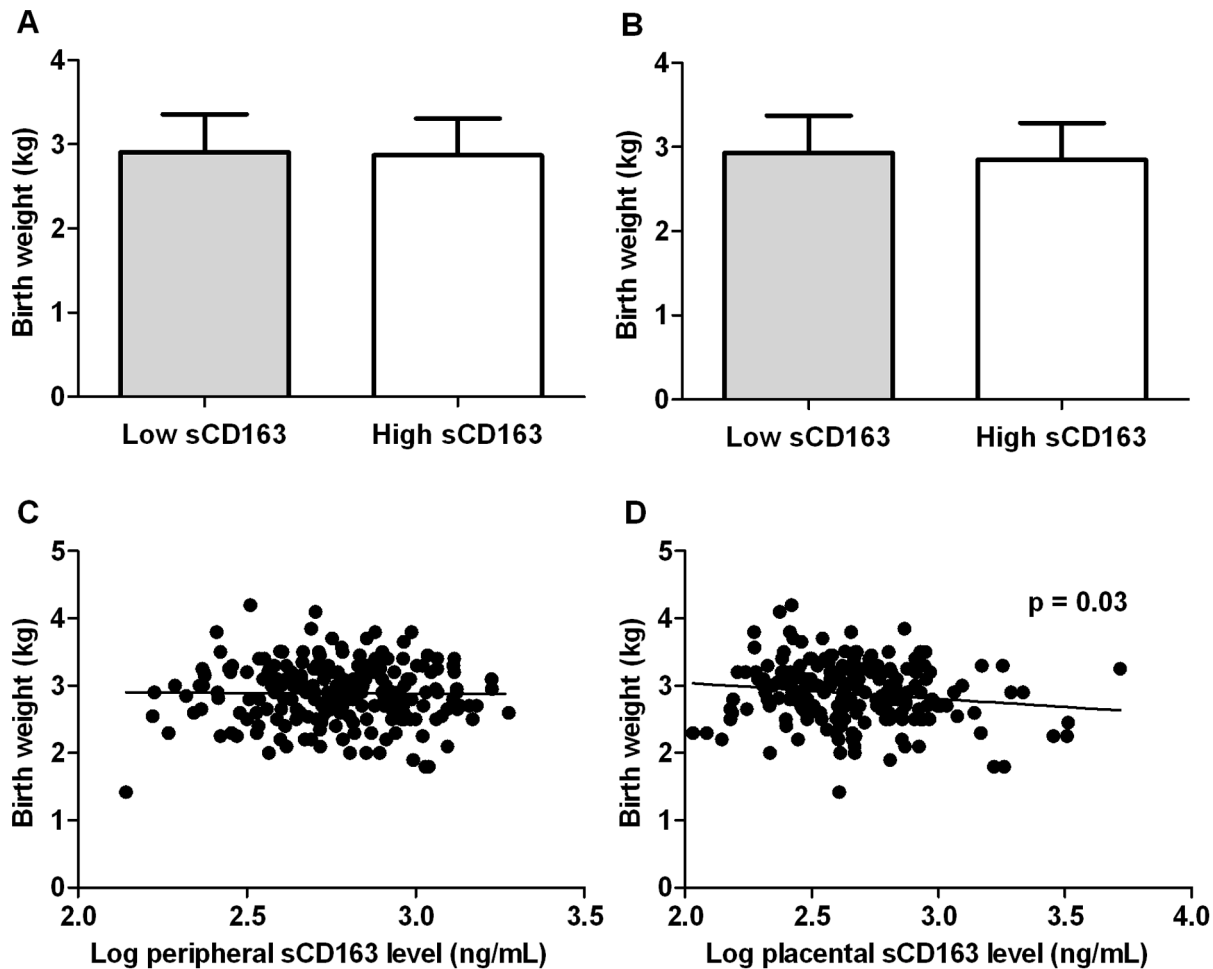 A
Birth weight (kg)
4
3
2
1
0
Low sCD163
High sCD163
B
Birth weight (kg)
4
3
2
1
0
Low sCD163
High sCD163
C
Birth weight (kg)
5
4
3
2
1
0
2.0
2.5
3.0
3.5
Log peripheral sCD163 level (ng/mL)
D
Birth weight (kg)
5
4
3
2
1
0
p = 0.03
2.0
2.5
3.0
3.5
4.0
Log placental sCD163 level (ng/mL)